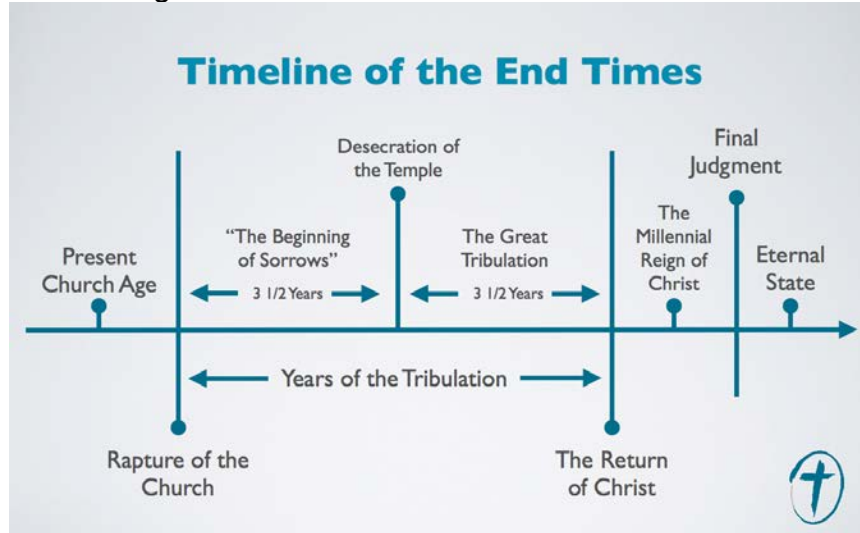 Timeline of the End Times
Desecration of
the Temple
Final
Judgment
Present
Church Age
"The Beginning
of Sorrows"
3 1/2 Years
The Great
Tribulation
3 1/2 Years
The
Millennial
Reign of
Christ
Eternal
State
Years of the Tribulation
Rapture of the
Church
The Return
of Christ